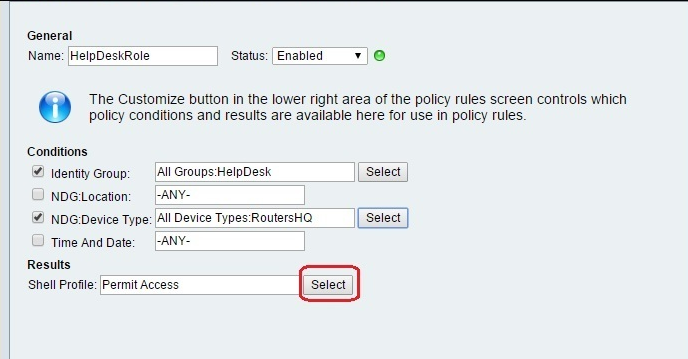 General
Name: HelpDeskRole Status: Enabled
The Customize button in the lower right area of the policy rules screen controls which
policy conditions and results are available here for use in policy rules.
Conditions
Identity Group: All Groups:HelpDesk Select
NDG:Location: -ANY-
NDG:Device Type: All Device Types:RoutersHQ Select
Time And Date: -ANY-
Results
Shell Profile: Permit Access Select